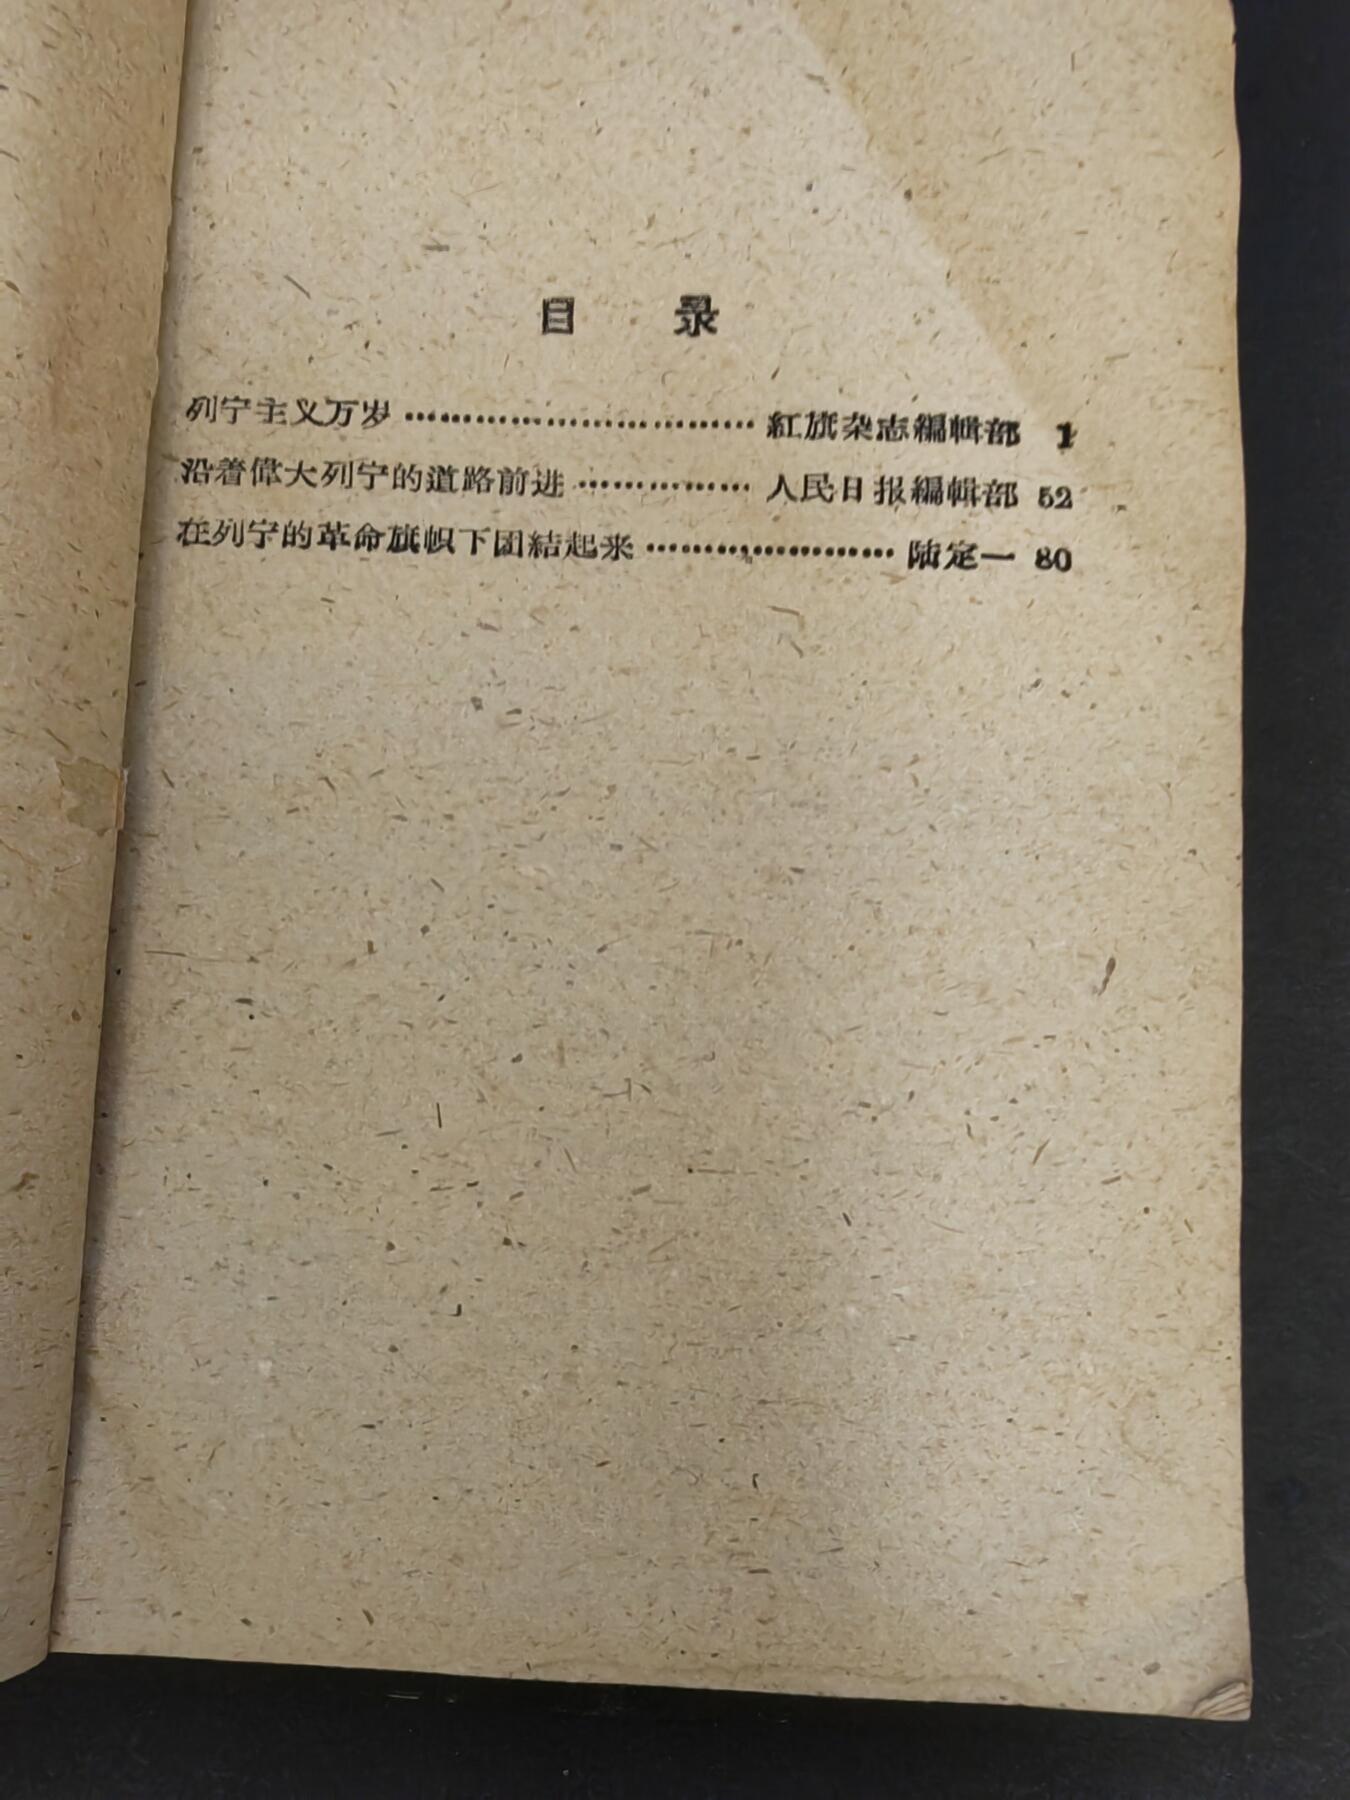 目 录
列宁主义万岁…………………………紅旗杂志編輯部 1
沿着偉大列宁的道路前进……………人民日报編輯部 52
在列宁的革命旗帜下团結起来……………………陆定一 80